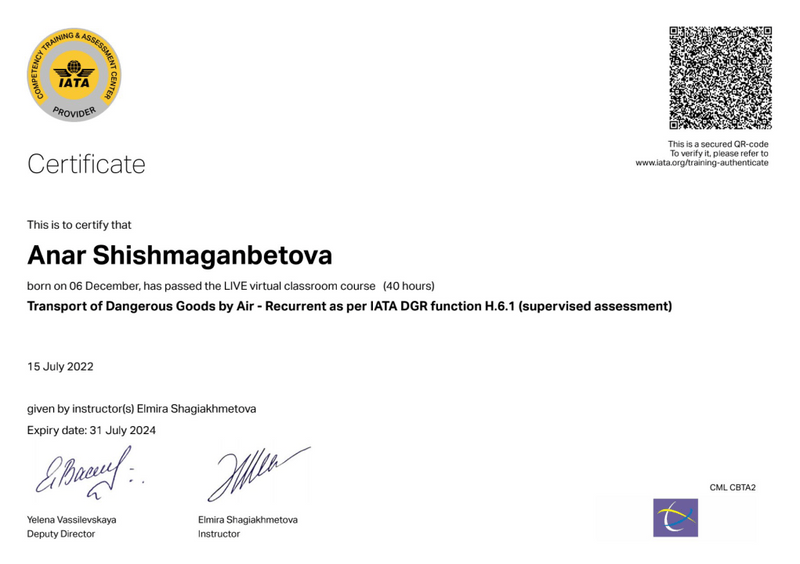 COMPETENCY TRAINING & ASSESSMENT CENTER
IATA
PROVIDER
This is a secured QR-code
To verify it, please refer to
www.iata.org/training-authenticate
Certificate
This is to certify that
Anar Shishmaganbetova
born on 06 December, has passed the LIVE virtual classroom course (40 hours)
Transport of Dangerous Goods by Air - Recurrent as per IATA DGR function H.6.1 (supervised assessment)
15 July 2022
given by instructor(s) Elmira Shagiakhmetova
Expiry date: 31 July 2024
Yelena Vassilevskaya
Deputy Director
Elmira Shagiakhmetova
Instructor
CML CBTA2